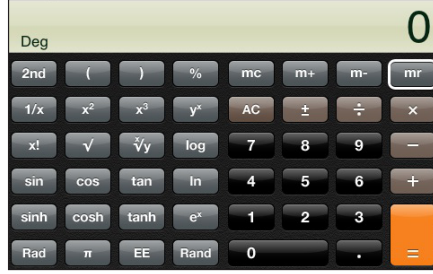 0
Deg
2nd ( ) % mc m+ m- mr
1/x x² x³ yˣ AC ± ÷ ×
x! √ ˣ√y log 7 8 9 −
sin cos tan ln 4 5 6 +
sinh cosh tanh eˣ 1 2 3
Rad π EE Rand 0 . =